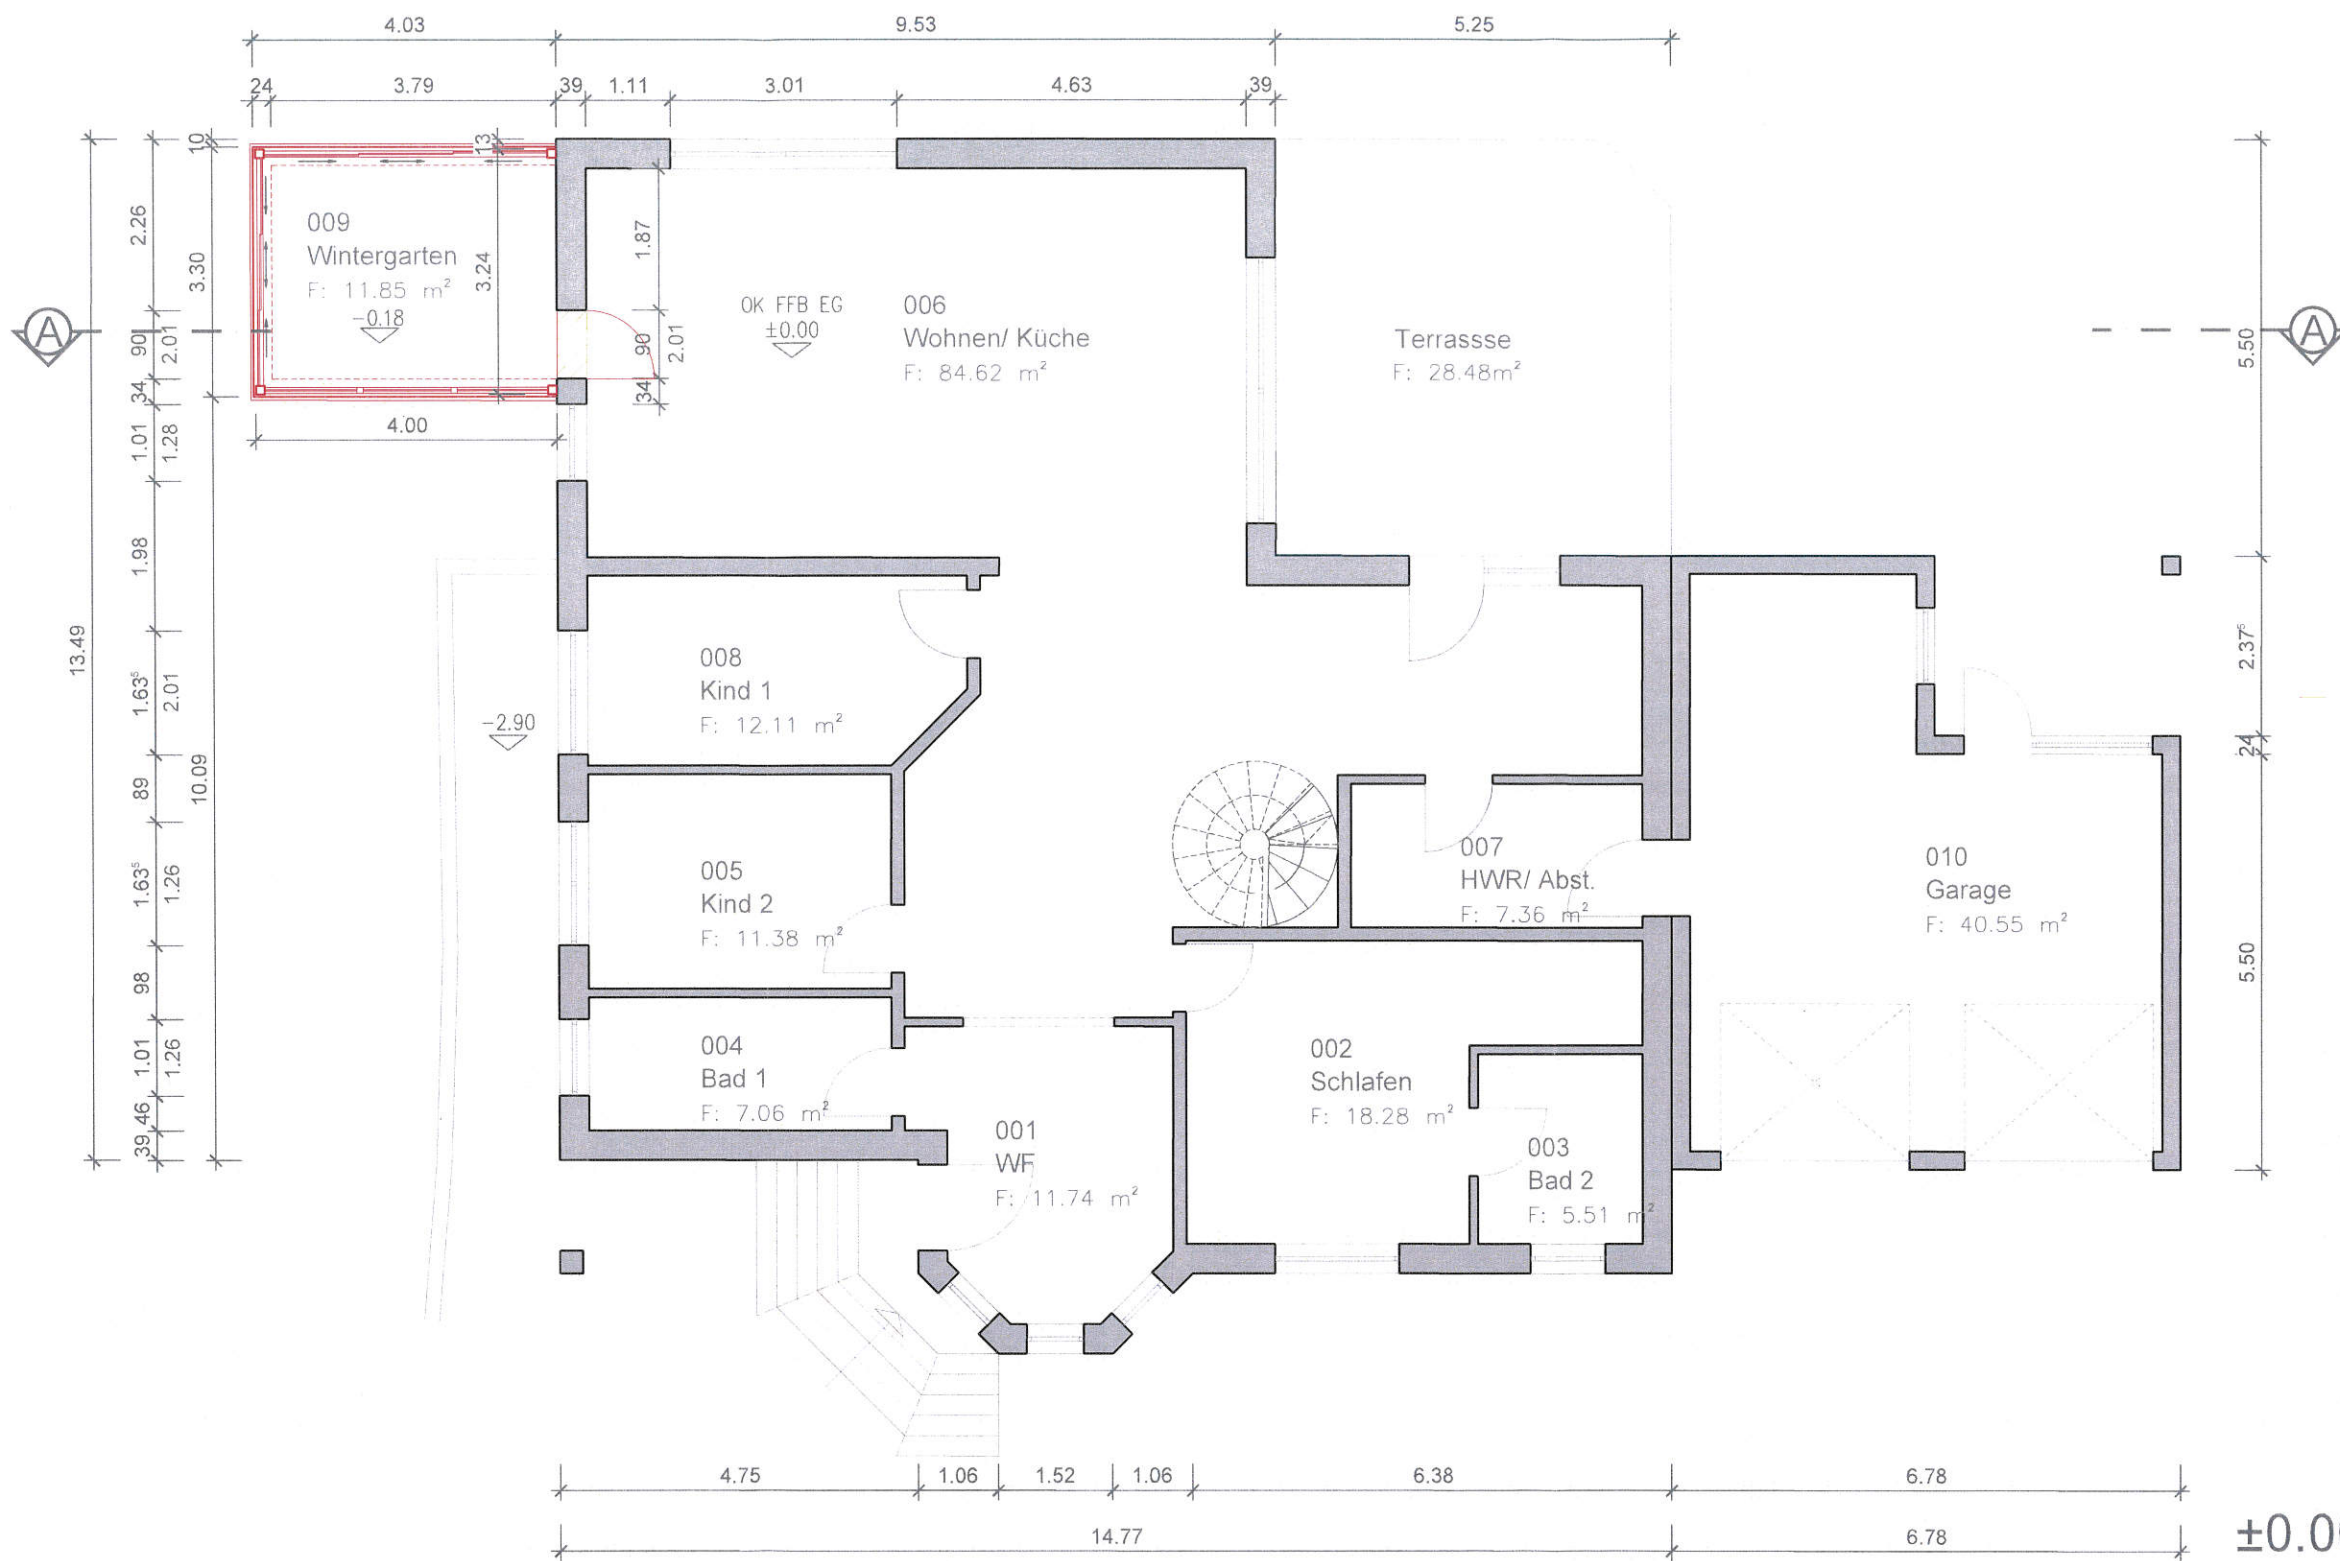 4.03 9.53 5.25
24 3.79 39 1.11 3.01 4.63 39
13.49
2.26
90 2.01
34
1.01 1.28
1.98
1.63⁵ 2.01
89
1.63⁵ 1.26
98
1.01 1.26
46
39
10
3.30
10.09
13
3.24
4.00
1.87
90 2.01
34
A
009
Wintergarten
F: 11.85 m²
-0.18
OK FFB EG
±0.00
006
Wohnen/ Küche
F: 84.62 m²
Terrassse
F: 28.48m²
A
5.50
2.37⁵
24
5.50
-2.90
008
Kind 1
F: 12.11 m²
005
Kind 2
F: 11.38 m²
007
HWR/ Abst.
F: 7.36 m²
010
Garage
F: 40.55 m²
004
Bad 1
F: 7.06 m²
001
WF
F: 11.74 m²
002
Schlafen
F: 18.28 m²
003
Bad 2
F: 5.51 m²
4.75 1.06 1.52 1.06 6.38 6.78
14.77 6.78
±0.0